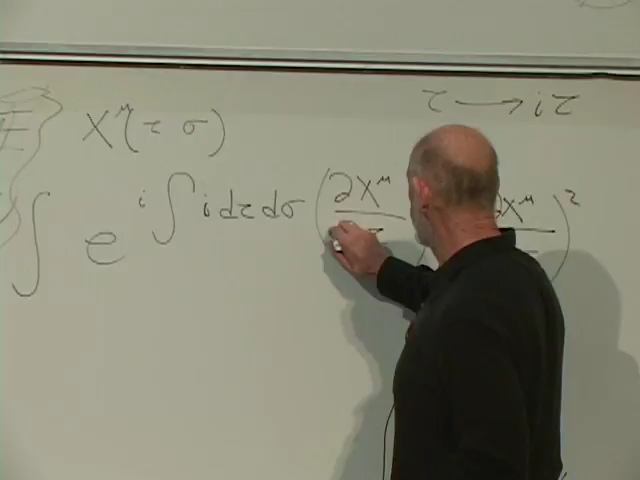 τ → iτ
X^μ(τ σ)
∫ e^{i ∫ i dτ dσ (∂X^μ ∂X^μ)^2}